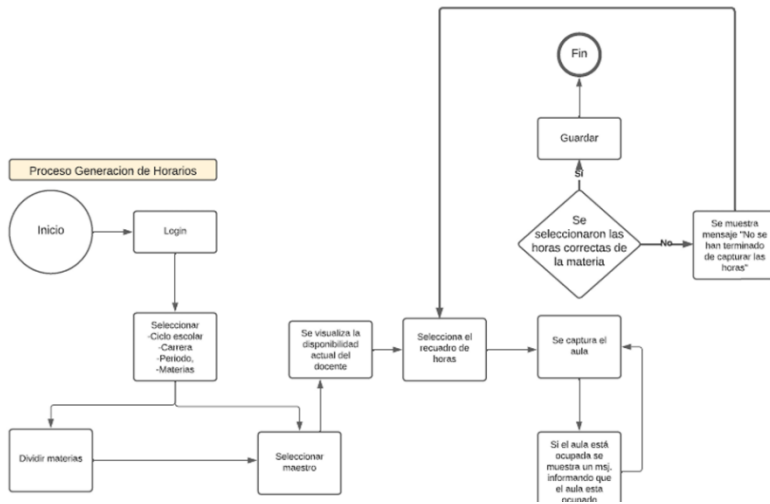 Proceso Generacion de Horarios
Inicio
Login
Seleccionar
-Ciclo escolar
-Carrera
-Periodo,
-Materias
Dividir materias
Seleccionar
maestro
Se visualiza la
disponibilidad
actual del
docente
Selecciona el
recuadro de
horas
Se captura el
aula
Si el aula está
ocupada se
muestra un msj,
informando que
el aula esta
ocupado
Se
seleccionaron las
horas correctas de
la materia
Si
Guardar
Fin
No
Se muestra
mensaje "No se
han terminado
de capturar las
horas"